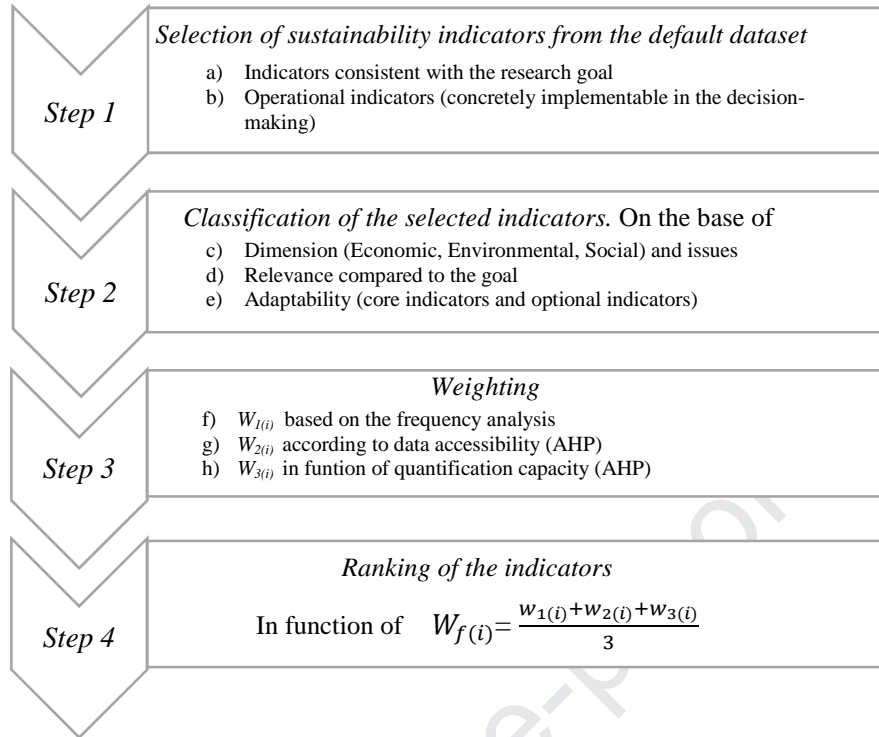 Selection of sustainability indicators from the default dataset
a) Indicators consistent with the research goal
b) Operational indicators (concretely implementable in the decision-
making)
Step 1
Classification of the selected indicators. On the base of
c) Dimension (Economic, Environmental, Social) and issues
d) Relevance compared to the goal
e) Adaptability (core indicators and optional indicators)
Step 2
Weighting
f) W1(i) based on the frequency analysis
g) W2(i) according to data accessibility (AHP)
h) W3(i) in funtion of quantification capacity (AHP)
Step 3
Ranking of the indicators
In function of Wf(i)= w1(i)+w2(i)+w3(i)
3
Step 4